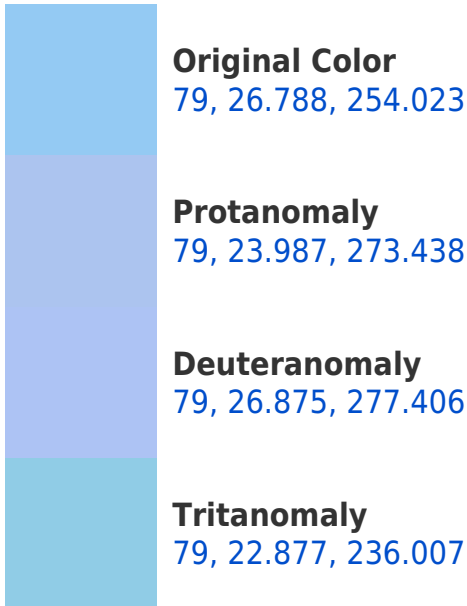 Original Color
79, 26.788, 254.023
Protanomaly
79, 23.987, 273.438
Deuteranomaly
79, 26.875, 277.406
Tritanomaly
79, 22.877, 236.007